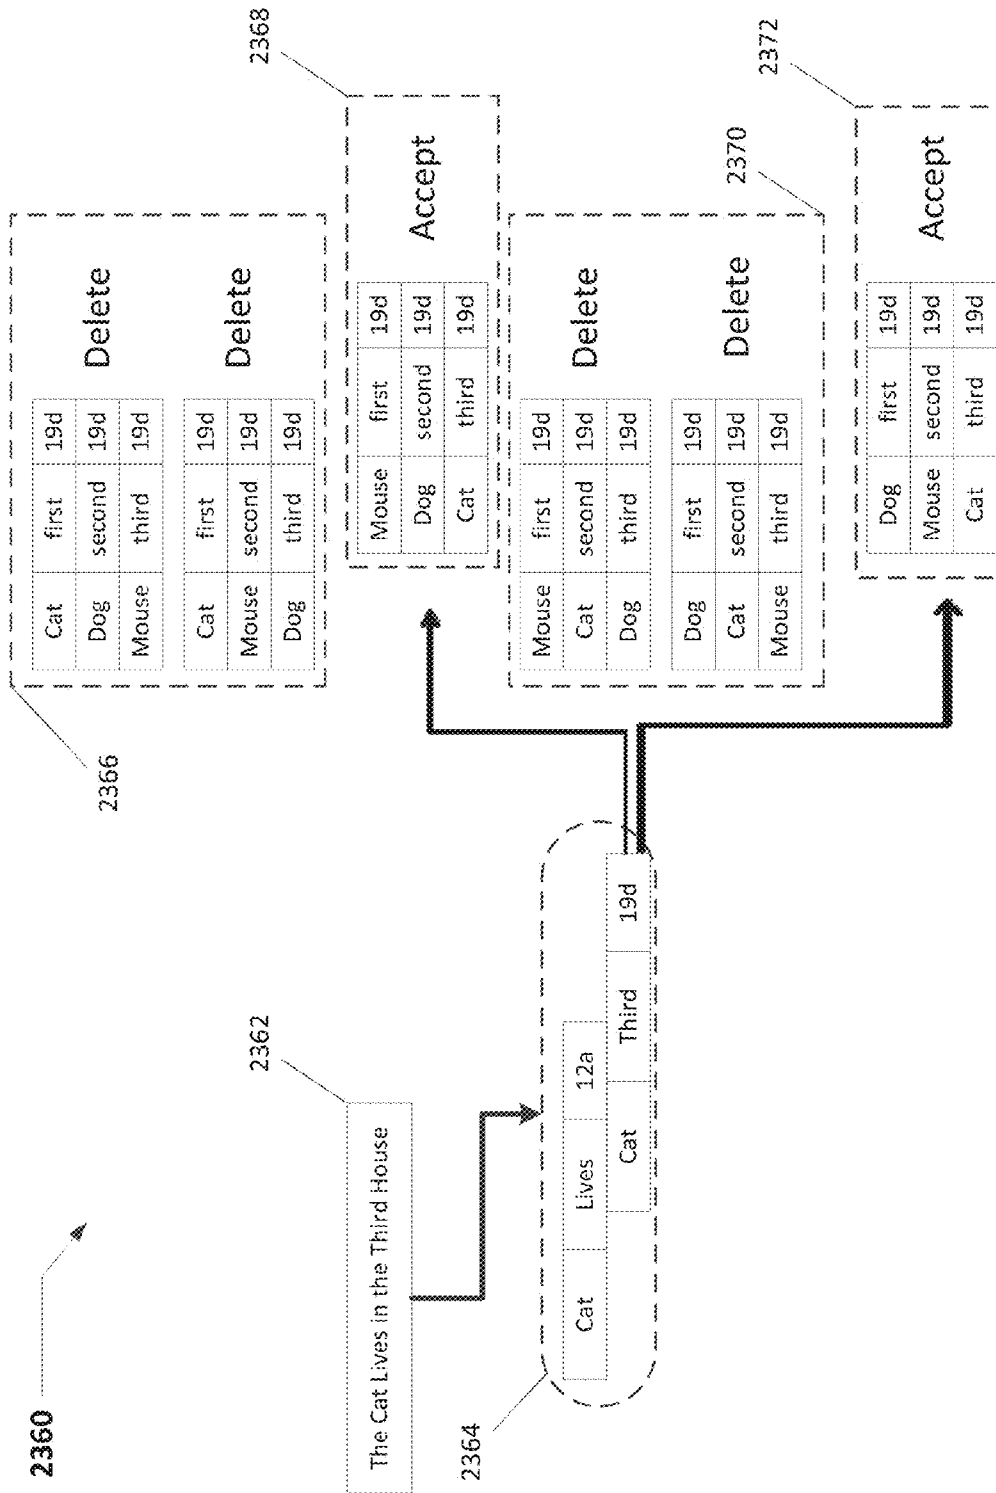 2360
The Cat Lives in the Third House
2362
2364
Cat Lives 12a
Cat Third 19d
2366
Cat first 19d
Dog second 19d
Mouse third 19d
Delete
Cat first 19d
Mouse second 19d
Dog third 19d
Delete
2368
Mouse first 19d
Dog second 19d
Cat third 19d
Accept
2370
Mouse first 19d
Cat second 19d
Dog third 19d
Delete
Dog first 19d
Cat second 19d
Mouse third 19d
Delete
2372
Dog first 19d
Mouse second 19d
Cat third 19d
Accept